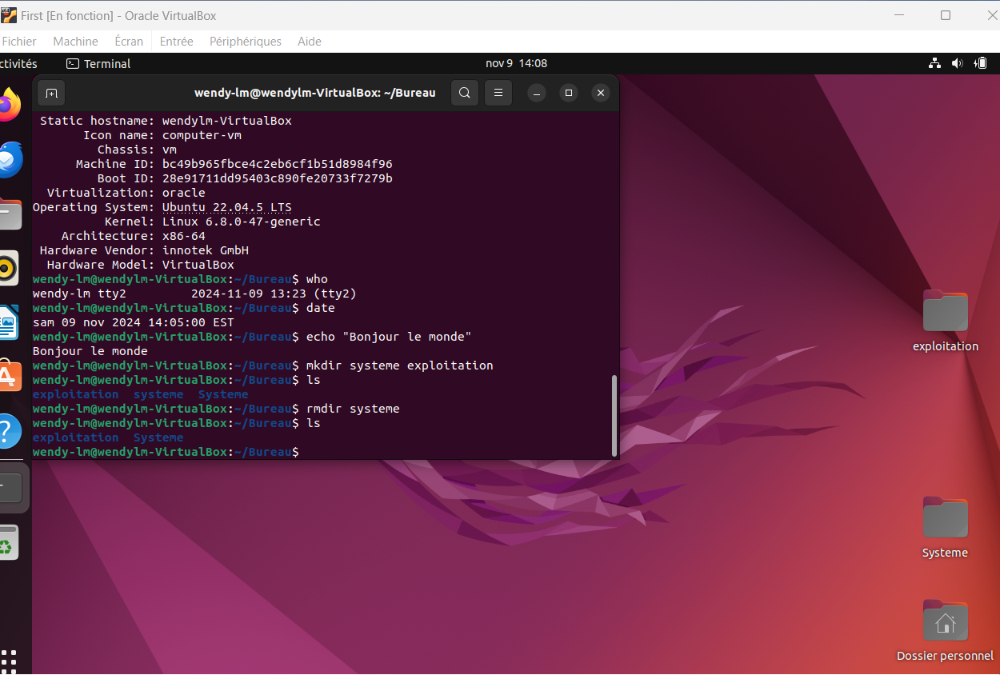 First [En fonction] - Oracle VirtualBox
Fichier Machine Écran Entrée Périphériques Aide
ctivités Terminal nov 9 14:08
wendy-lm@wendylm-VirtualBox: ~/Bureau
Static hostname: wendylm-VirtualBox
Icon name: computer-vm
Chassis: vm
Machine ID: bc49b965fbce4c2eb6cf1b51d8984f96
Boot ID: 28e91711dd95403c890fe20733f7279b
Virtualization: oracle
Operating System: Ubuntu 22.04.5 LTS
Kernel: Linux 6.8.0-47-generic
Architecture: x86-64
Hardware Vendor: innotek GmbH
Hardware Model: VirtualBox
wendy-lm@wendylm-VirtualBox:~/Bureau$ who
wendy-lm tty2         2024-11-09 13:23 (tty2)
wendy-lm@wendylm-VirtualBox:~/Bureau$ date
sam 09 nov 2024 14:05:00 EST
wendy-lm@wendylm-VirtualBox:~/Bureau$ echo "Bonjour le monde"
Bonjour le monde
wendy-lm@wendylm-VirtualBox:~/Bureau$ mkdir systeme exploitation
wendy-lm@wendylm-VirtualBox:~/Bureau$ ls
exploitation  systeme  Systeme
wendy-lm@wendylm-VirtualBox:~/Bureau$ rmdir systeme
wendy-lm@wendylm-VirtualBox:~/Bureau$ ls
exploitation  Systeme
wendy-lm@wendylm-VirtualBox:~/Bureau$
exploitation
Systeme
Dossier personnel